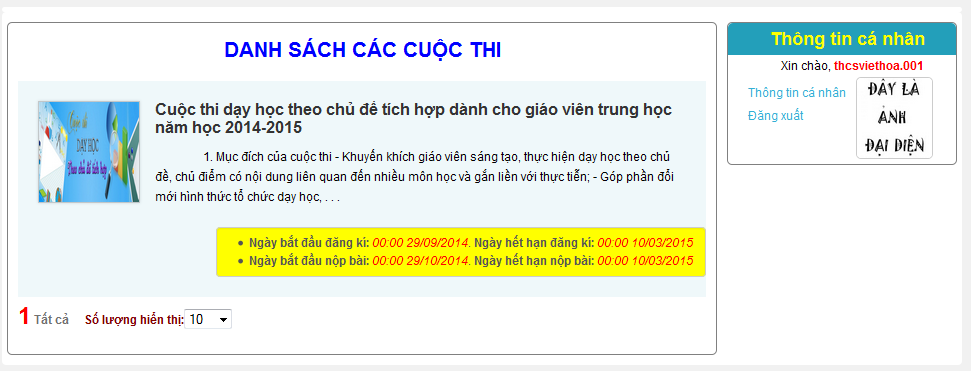 DANH SÁCH CÁC CUỘC THI
Cuộc thi
DẠY HỌC
Theo chủ đề tích hợp
Cuộc thi dạy học theo chủ đề tích hợp dành cho giáo viên trung học
năm học 2014-2015
1. Mục đích của cuộc thi - Khuyến khích giáo viên sáng tạo, thực hiện dạy học theo chủ
đề, chủ điểm có nội dung liên quan đến nhiều môn học và gắn liền với thực tiễn; - Góp phần đổi
mới hình thức tổ chức dạy học, . . .
• Ngày bắt đầu đăng kí: 00:00 29/09/2014. Ngày hết hạn đăng kí: 00:00 10/03/2015
• Ngày bắt đầu nộp bài: 00:00 29/10/2014. Ngày hết hạn nộp bài: 00:00 10/03/2015
1 Tất cả Số lượng hiển thị: 10
Thông tin cá nhân
Xin chào, thcsviethoa.001
Thông tin cá nhân
Đăng xuất
ĐÂY LÀ
ẢNH
ĐẠI DIỆN